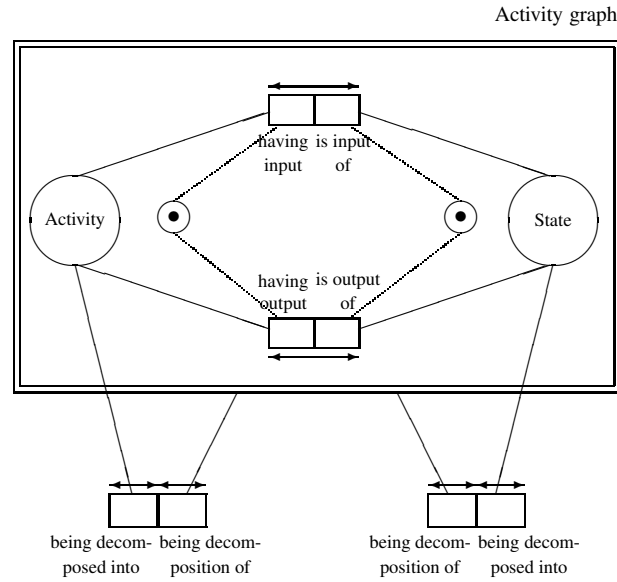 Activity graph
having is input
input of
Activity
State
having is output
output of
being decom- being decom-
posed into position of
being decom- being decom-
position of posed into